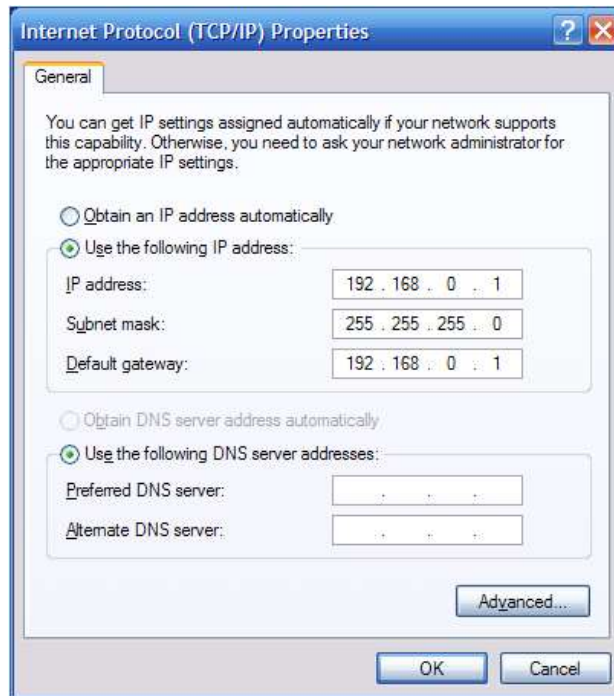 Internet Protocol (TCP/IP) Properties
General
You can get IP settings assigned automatically if your network supports
this capability. Otherwise, you need to ask your network administrator for
the appropriate IP settings.
Obtain an IP address automatically
Use the following IP address:
IP address: 192 . 168 . 0 . 1
Subnet mask: 255 . 255 . 255 . 0
Default gateway: 192 . 168 . 0 . 1
Obtain DNS server address automatically
Use the following DNS server addresses:
Preferred DNS server: . . .
Alternate DNS server: . . .
Advanced...
OK Cancel